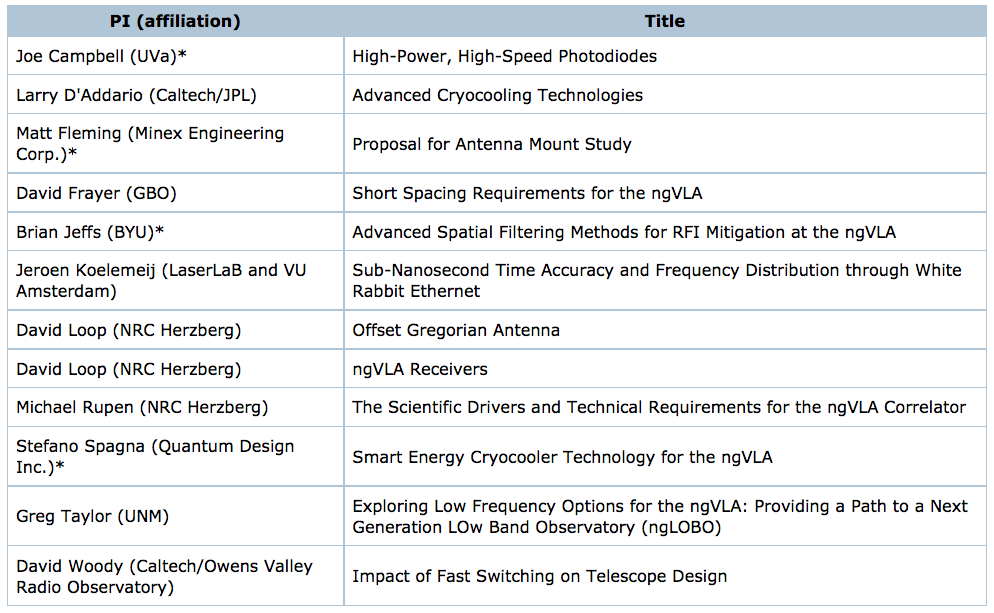 PI (affiliation) Title
Joe Campbell (UVa)* High-Power, High-Speed Photodiodes
Larry D'Addario (Caltech/JPL) Advanced Cryocooling Technologies
Matt Fleming (Minex Engineering
Corp.)* Proposal for Antenna Mount Study
David Frayer (GBO) Short Spacing Requirements for the ngVLA
Brian Jeffs (BYU)* Advanced Spatial Filtering Methods for RFI Mitigation at the ngVLA
Jeroen Koelemeij (LaserLaB and VU
Amsterdam) Sub-Nanosecond Time Accuracy and Frequency Distribution through White
Rabbit Ethernet
David Loop (NRC Herzberg) Offset Gregorian Antenna
David Loop (NRC Herzberg) ngVLA Receivers
Michael Rupen (NRC Herzberg) The Scientific Drivers and Technical Requirements for the ngVLA Correlator
Stefano Spagna (Quantum Design
Inc.)* Smart Energy Cryocooler Technology for the ngVLA
Greg Taylor (UNM) Exploring Low Frequency Options for the ngVLA: Providing a Path to a Next
Generation LOw Band Observatory (ngLOBO)
David Woody (Caltech/Owens Valley
Radio Observatory) Impact of Fast Switching on Telescope Design